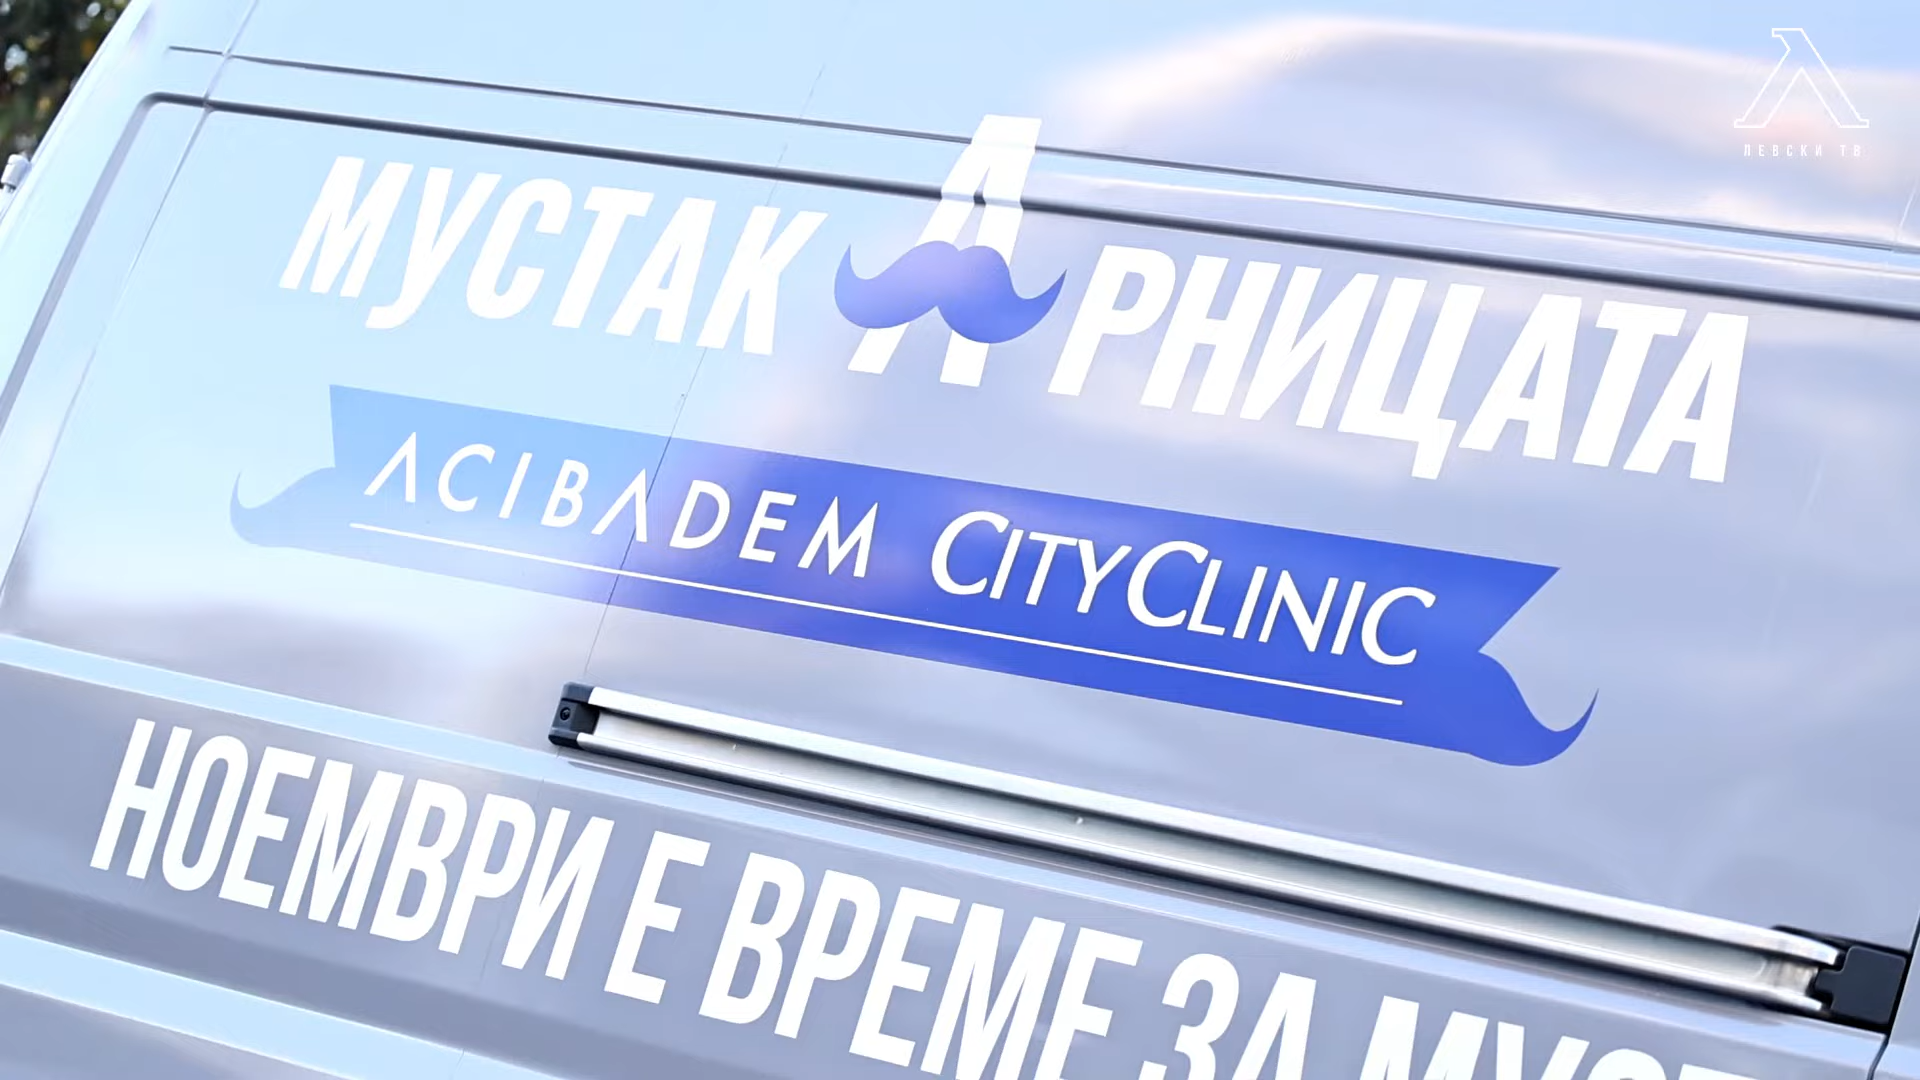 ЛЕВСКИ ТВ
МУСТАКАРНИЦАТА
ACIBADEM CITYCLINIC
НОЕМВРИ Е ВРЕМЕ ЗА